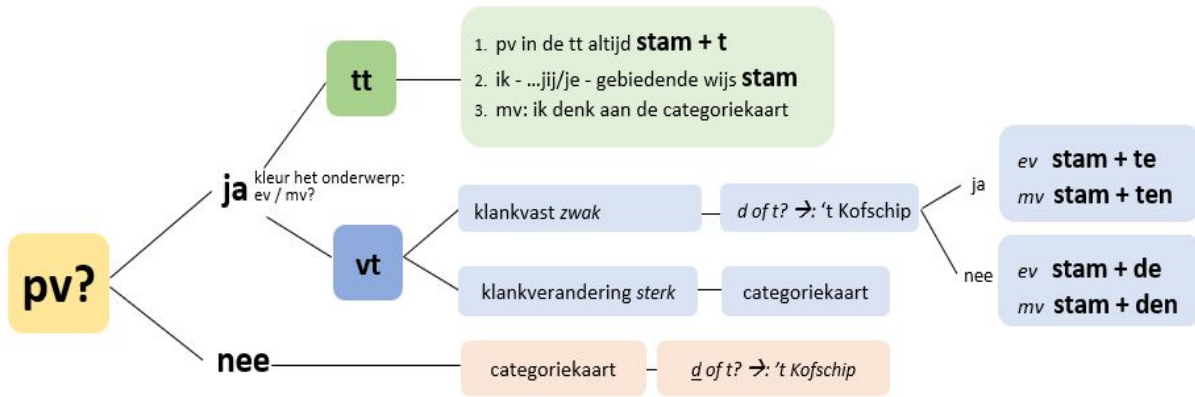 pv?
ja
kleur het onderwerp:
ev / mv?
tt
1. pv in de tt altijd stam + t
2. ik - ...jij/je - gebiedende wijs stam
3. mv: ik denk aan de categoriekaart
vt
klankvast zwak
d of t? →: ‘t Kofschip
ja
ev stam + te
mv stam + ten
nee
ev stam + de
mv stam + den
klankverandering sterk
categoriekaart
nee
categoriekaart
d of t? →: ‘t Kofschip